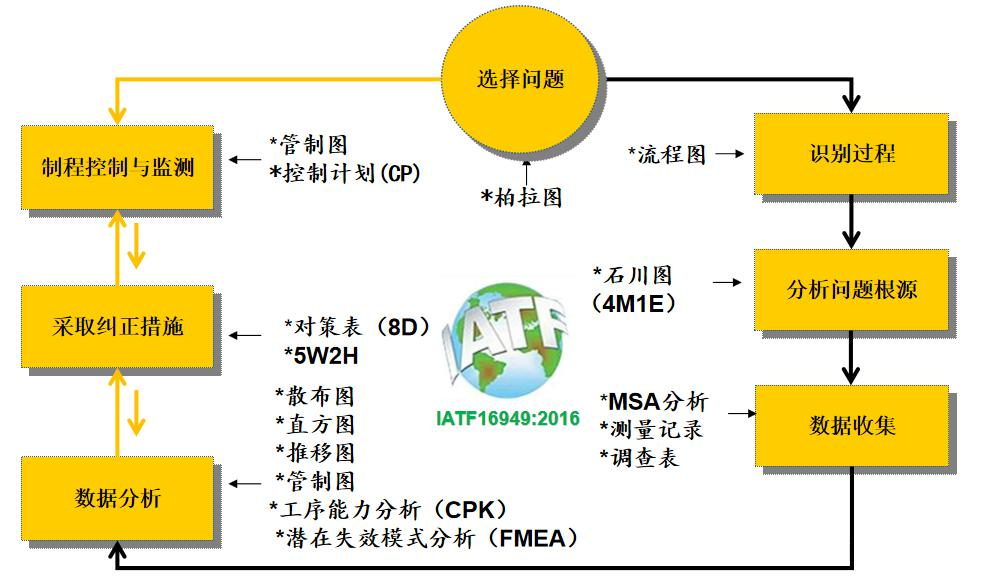 选择问题
制程控制与监测
*管制图
*控制计划(CP)
*柏拉图
*流程图
识别过程
*石川图
（4M1E）
分析问题根源
采取纠正措施
*对策表（8D）
*5W2H
IATF
IATF16949:2016
*MSA分析
*测量记录
*调查表
数据收集
数据分析
*散布图
*直方图
*推移图
*管制图
*工序能力分析（CPK）
*潜在失效模式分析（FMEA）